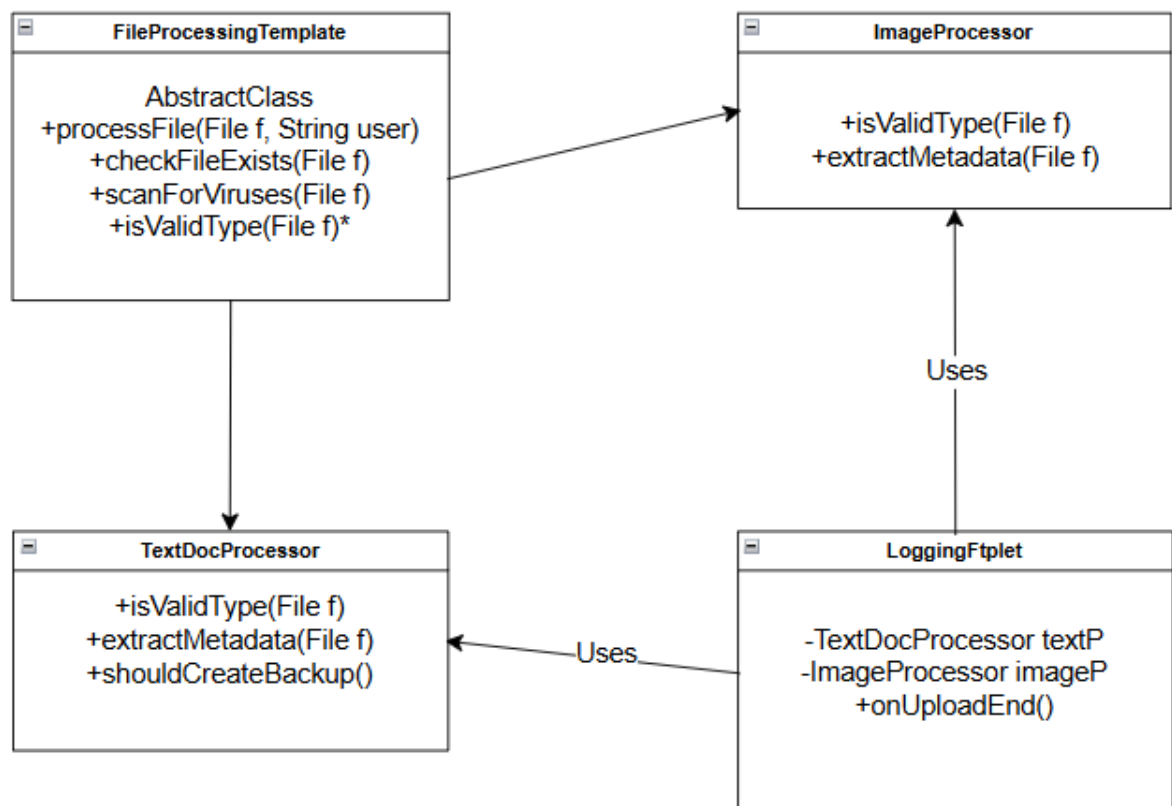 FileProcessingTemplate
AbstractClass
+processFile(File f, String user)
+checkFileExists(File f)
+scanForViruses(File f)
+isValidType(File f)*
ImageProcessor
+isValidType(File f)
+extractMetadata(File f)
Uses
TextDocProcessor
+isValidType(File f)
+extractMetadata(File f)
+shouldCreateBackup()
Uses
LoggingFtplet
-TextDocProcessor textP
-ImageProcessor imageP
+onUploadEnd()